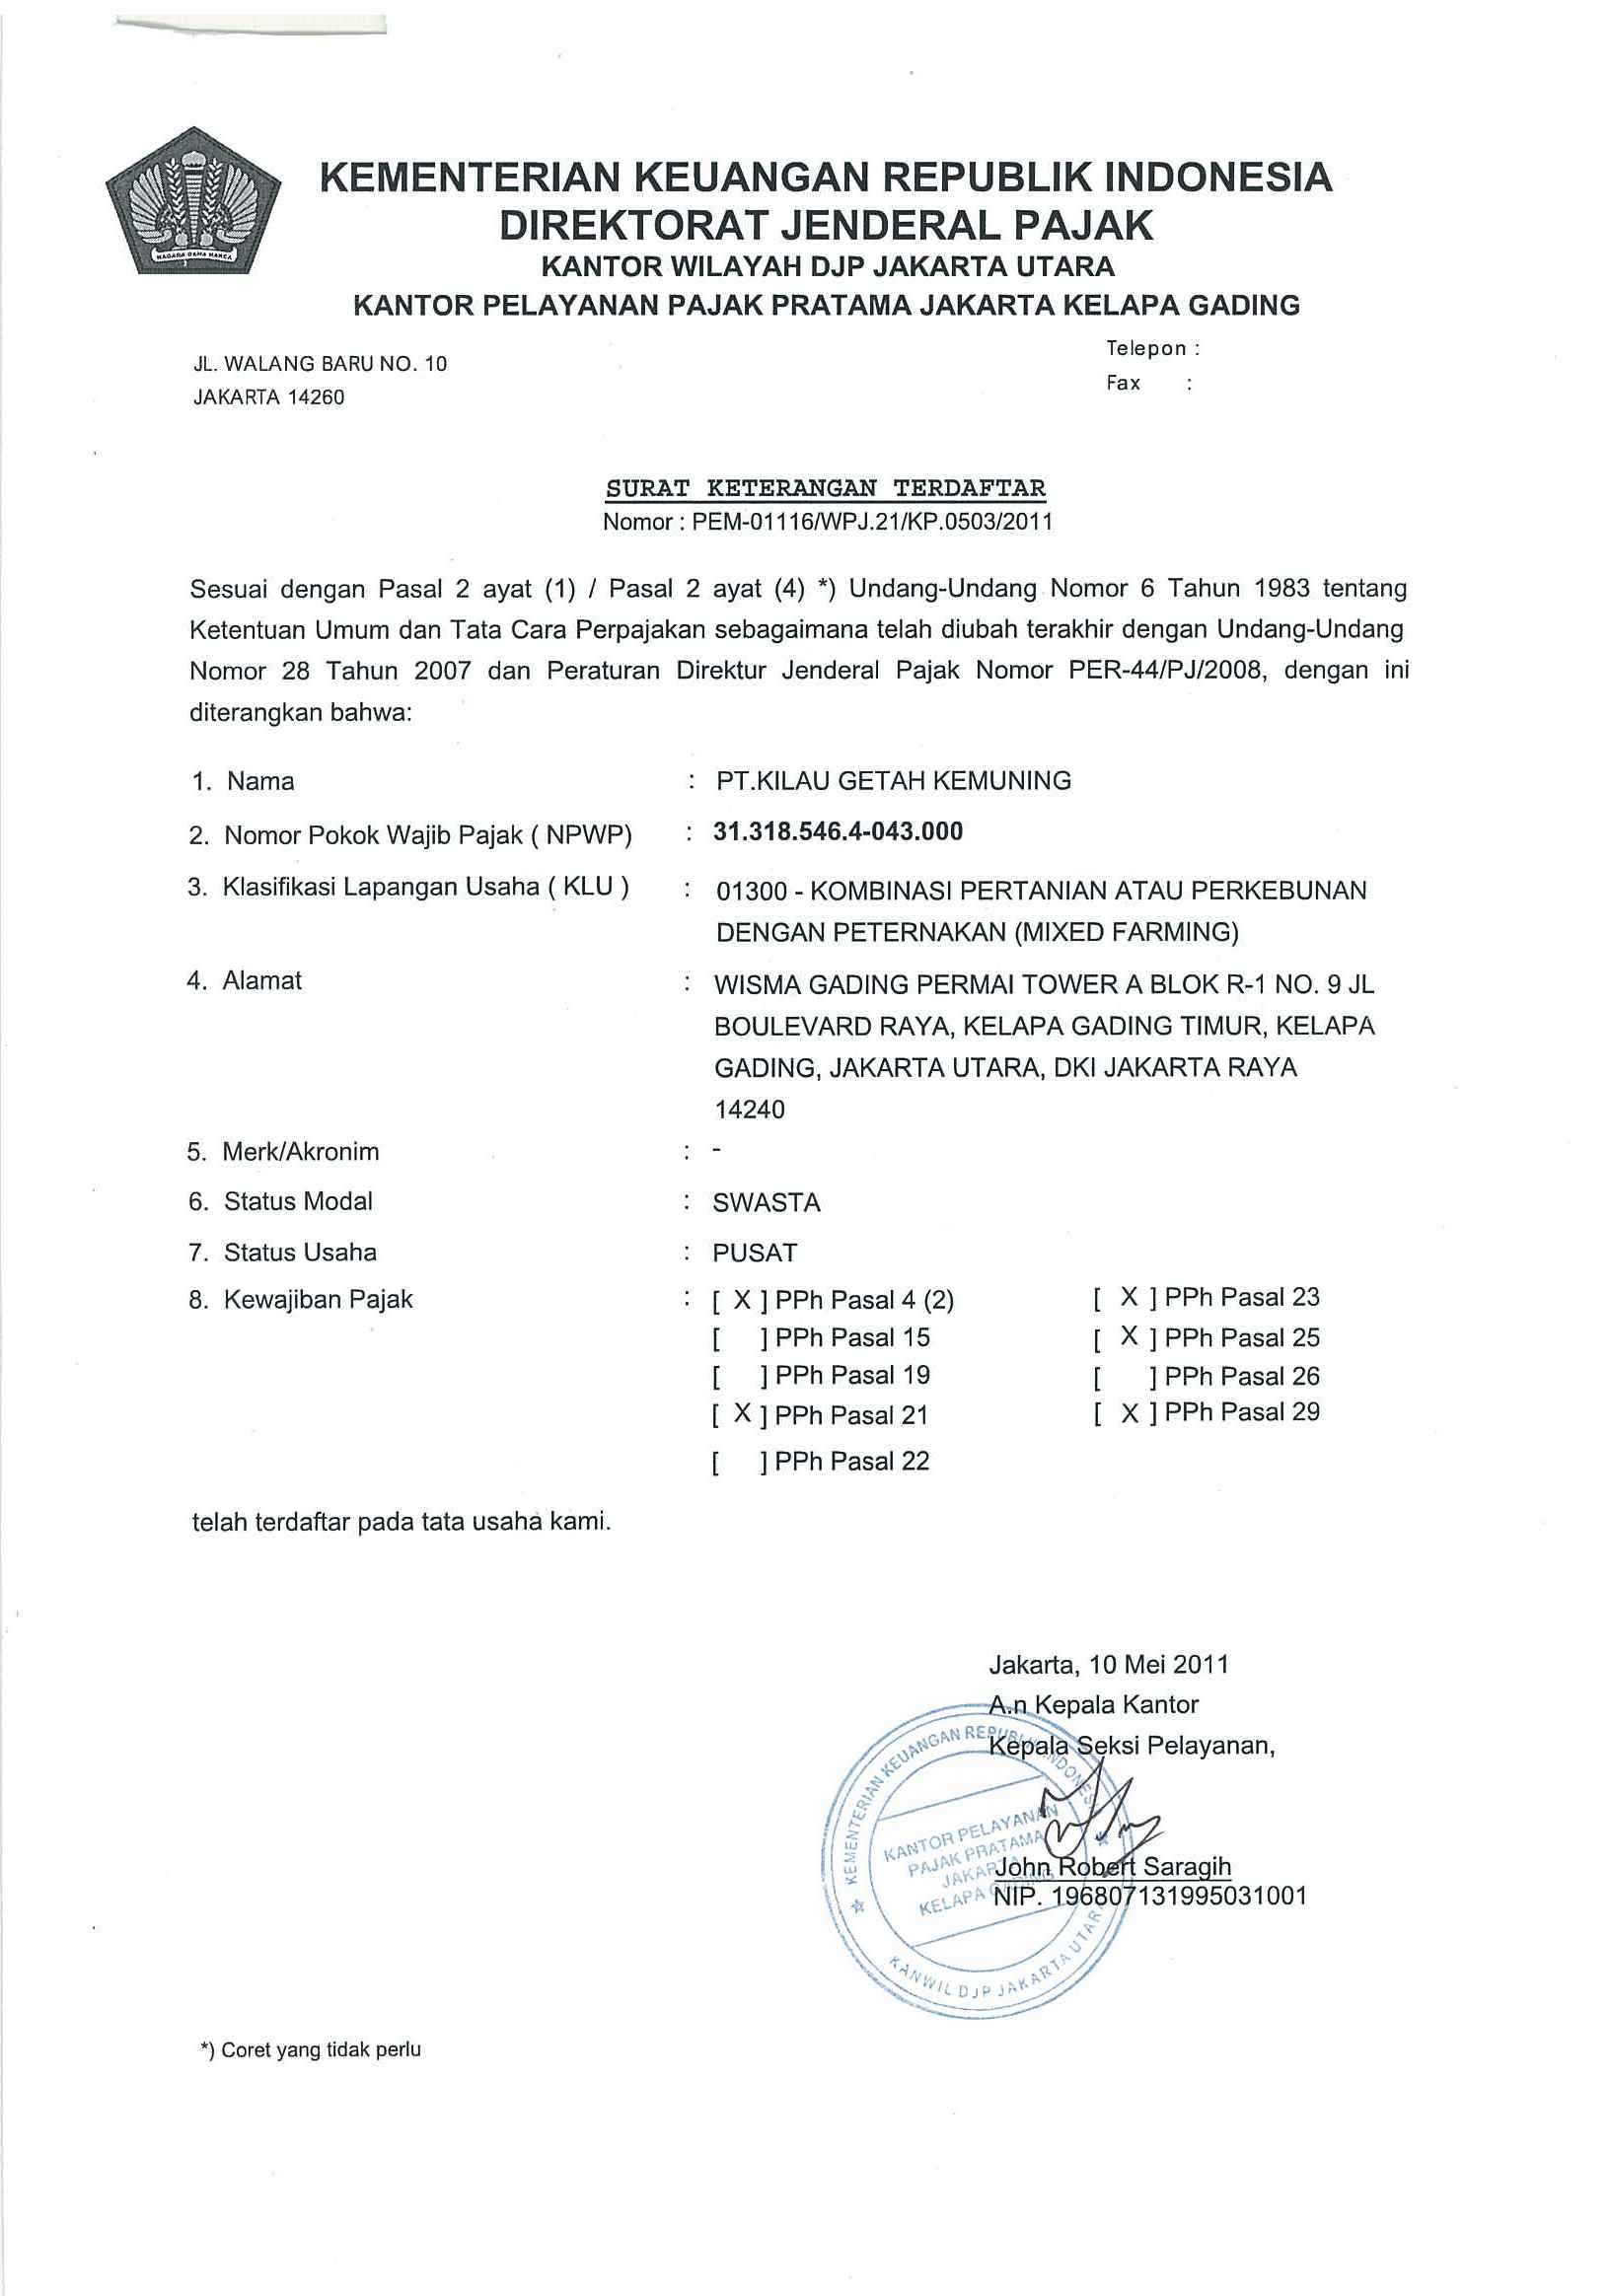 NAGARA DANA RAKCA
KEMENTERIAN KEUANGAN REPUBLIK INDONESIA
DIREKTORAT JENDERAL PAJAK
KANTOR WILAYAH DJP JAKARTA UTARA
KANTOR PELAYANAN PAJAK PRATAMA JAKARTA KELAPA GADING
JL. WALANG BARU NO. 10
JAKARTA 14260
Telepon :
Fax :
SURAT KETERANGAN TERDAFTAR
Nomor : PEM-01116/WPJ.21/KP.0503/2011
Sesuai dengan Pasal 2 ayat (1) / Pasal 2 ayat (4) *) Undang-Undang Nomor 6 Tahun 1983 tentang
Ketentuan Umum dan Tata Cara Perpajakan sebagaimana telah diubah terakhir dengan Undang-Undang
Nomor 28 Tahun 2007 dan Peraturan Direktur Jenderal Pajak Nomor PER-44/PJ/2008, dengan ini
diterangkan bahwa:
1. Nama : PT.KILAU GETAH KEMUNING
2. Nomor Pokok Wajib Pajak ( NPWP) : 31.318.546.4-043.000
3. Klasifikasi Lapangan Usaha ( KLU ) : 01300 - KOMBINASI PERTANIAN ATAU PERKEBUNAN
DENGAN PETERNAKAN (MIXED FARMING)
4. Alamat : WISMA GADING PERMAI TOWER A BLOK R-1 NO. 9 JL
BOULEVARD RAYA, KELAPA GADING TIMUR, KELAPA
GADING, JAKARTA UTARA, DKI JAKARTA RAYA
14240
5. Merk/Akronim : -
6. Status Modal : SWASTA
7. Status Usaha : PUSAT
8. Kewajiban Pajak : [ X ] PPh Pasal 4 (2) [ X ] PPh Pasal 23
[ ] PPh Pasal 15 [ X ] PPh Pasal 25
[ ] PPh Pasal 19 [ ] PPh Pasal 26
[ X ] PPh Pasal 21 [ X ] PPh Pasal 29
[ ] PPh Pasal 22
telah terdaftar pada tata usaha kami.
Jakarta, 10 Mei 2011
A.n Kepala Kantor
Kepala Seksi Pelayanan,
KEMENTERIAN KEUANGAN REPUBLIK INDONESIA
KANTOR PELAYANAN
PAJAK PRATAMA
JAKARTA
KELAPA GADING
KANWIL DJP JAKARTA UTARA
John Robert Saragih
NIP. 196807131995031001
*) Coret yang tidak perlu